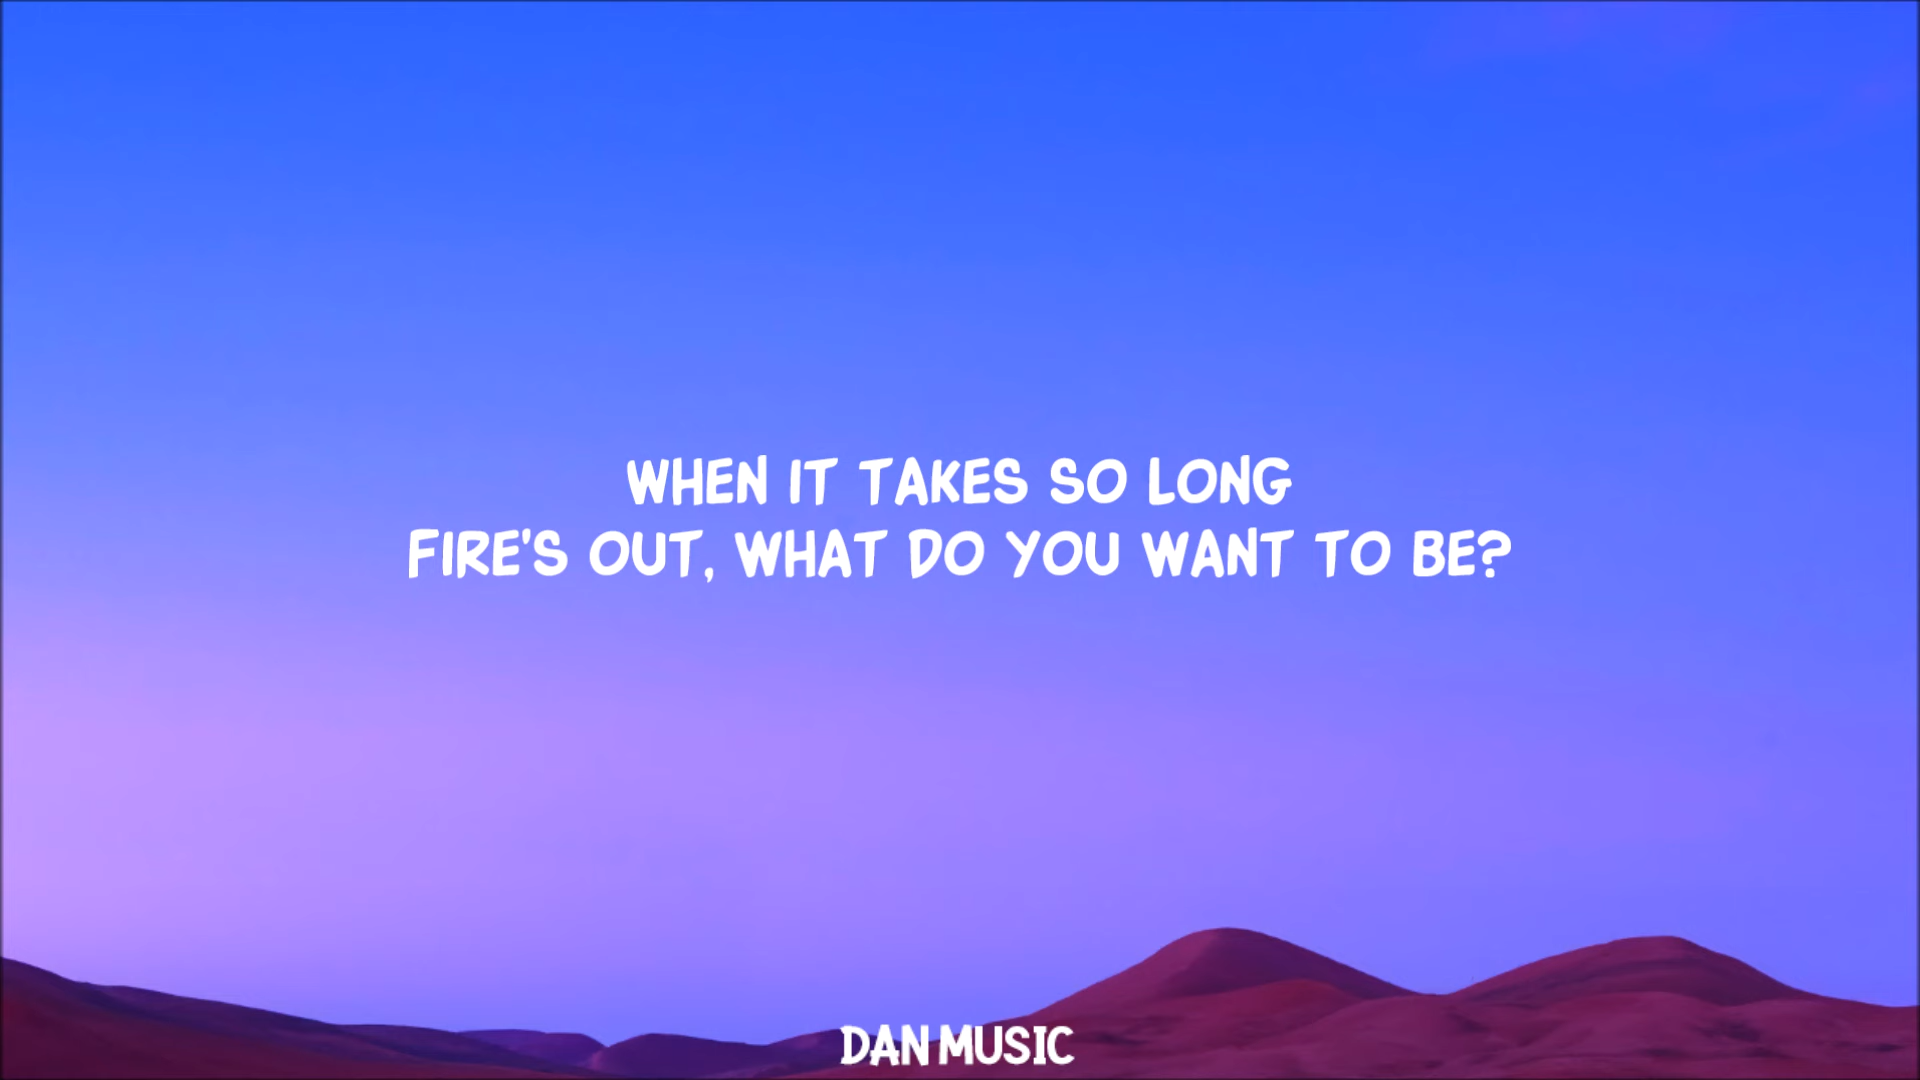 WHEN IT TAKES SO LONG
FIRE'S OUT, WHAT DO YOU WANT TO BE?
DAN MUSIC